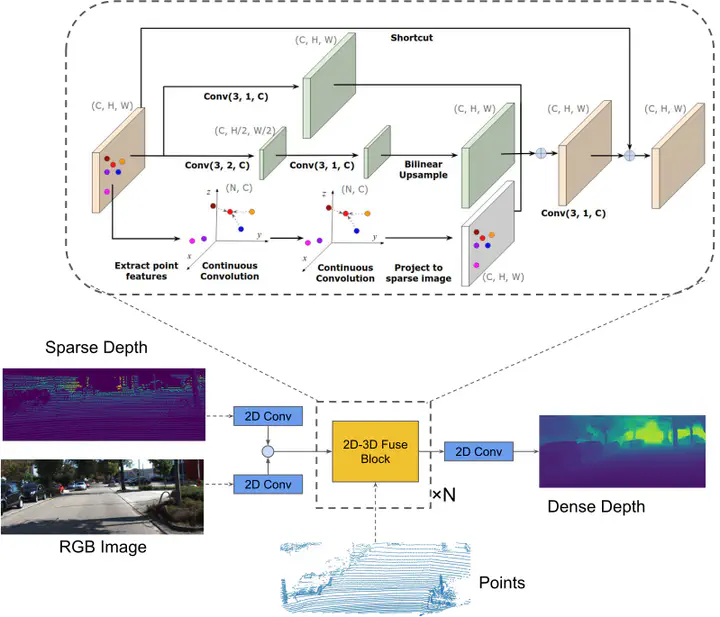 (C, H, W)
Shortcut
Conv(3, 1, C)
(C, H, W)
(C, H/2, W/2)
(C, H, W)
(C, H, W)
(C, H, W)
Conv(3, 2, C)
Conv(3, 1, C)
Bilinear
Upsample
Conv(3, 1, C)
z
(N, C)
y
x
z
(N, C)
y
x
(C, H, W)
Extract point
features
Continuous
Convolution
Continuous
Convolution
Project to
sparse image
Sparse Depth
2D Conv
2D Conv
2D-3D Fuse
Block
×N
2D Conv
Dense Depth
RGB Image
Points